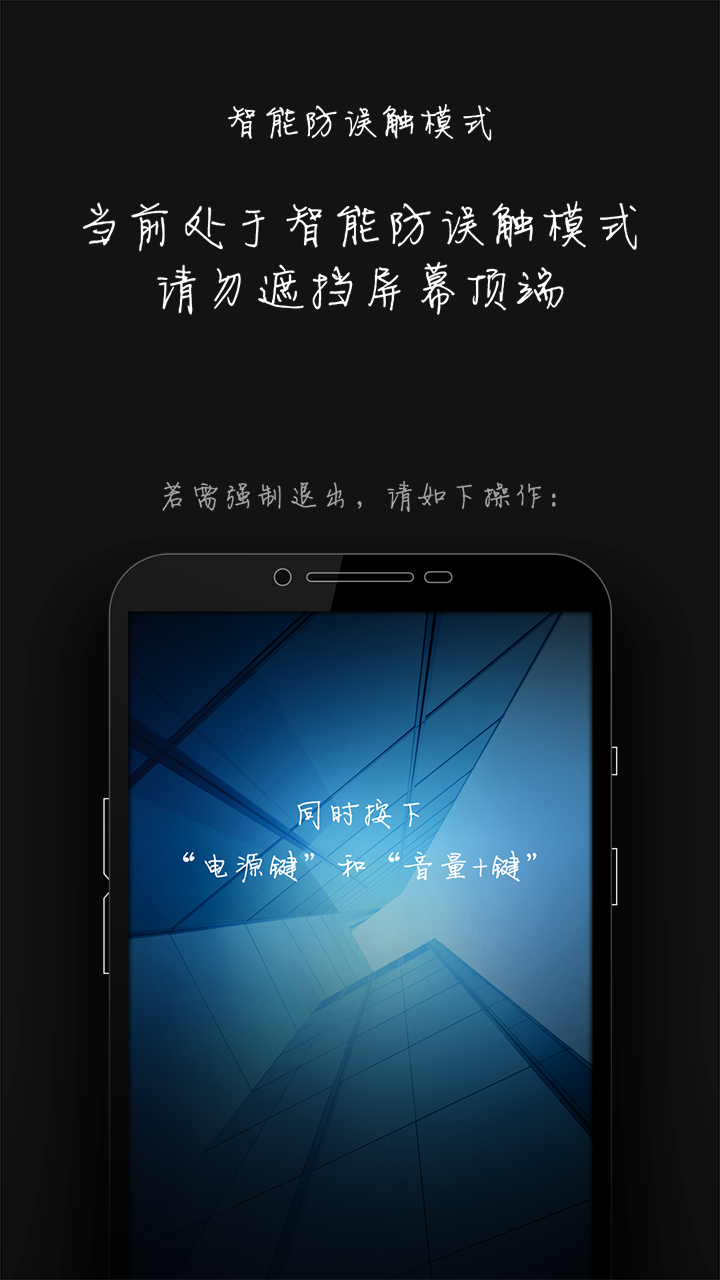 智能防误触模式
当前处于智能防误触模式
请勿遮挡屏幕顶端
若需强制退出，请如下操作：
同时按下
“电源键”和“音量+键”